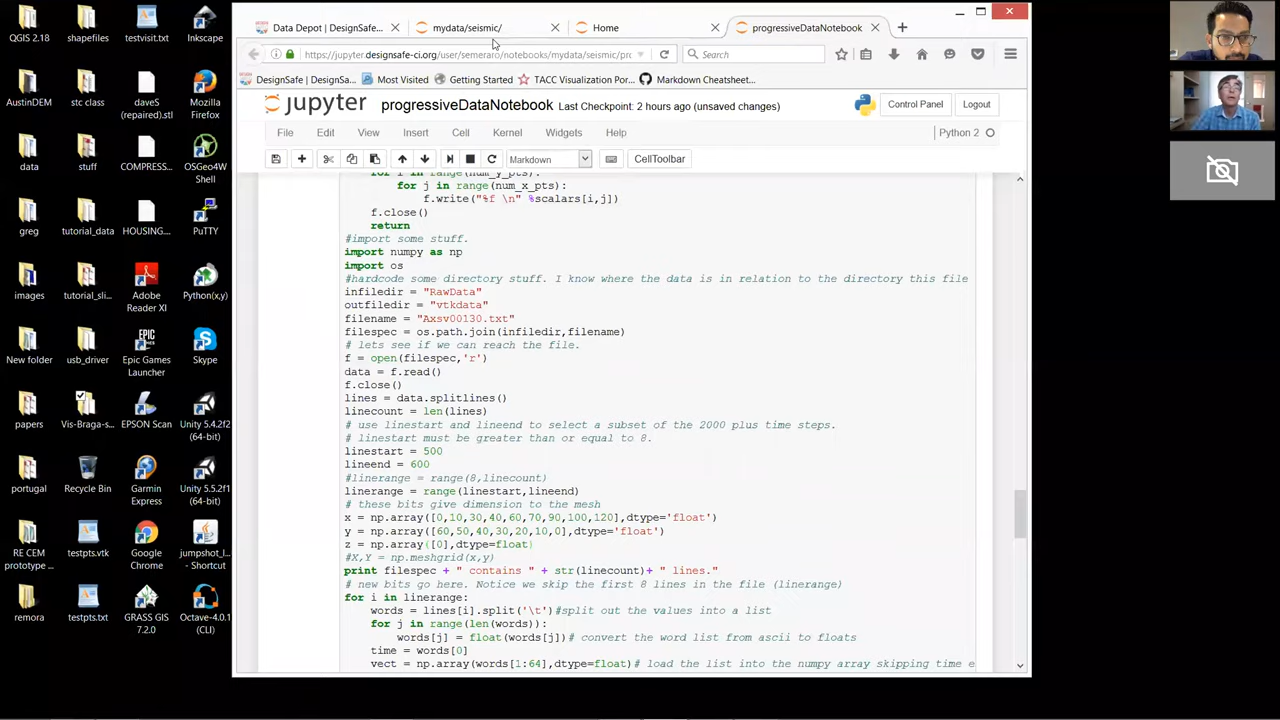 QGIS 2.18
shapefiles
testvisit.txt
Inkscape
AustinDEM
stc class
daveS
(repaired).stl
Mozilla
Firefox
data
stuff
COMPRESS...
OSGeo4W
Shell
greg
tutorial_data
HOUSING...
PuTTY
images
tutorial_sli...
Adobe
Reader XI
Python(x,y)
New folder
usb_driver
Epic Games
Launcher
Skype
papers
Vis-Braga-s...
EPSON Scan
Unity 5.4.2f2
(64-bit)
portugal
Recycle Bin
Garmin
Express
Unity 5.5.2f1
(64-bit)
RE CEM
prototype ...
testpts.vtk
Google
Chrome
jumpshot_l...
- Shortcut
remora
testpts.txt
GRASS GIS
7.2.0
Octave-4.0.1
(CLI)
Data Depot | DesignSafe...
mydata/seismic/
Home
progressiveDataNotebook
https://jupyter.designsafe-ci.org/user/semeraro/notebooks/mydata/seismic/prc
Search
DesignSafe | DesignSa...
Most Visited
Getting Started
TACC Visualization Por...
Markdown Cheatsheet...
jupyter
progressiveDataNotebook Last Checkpoint: 2 hours ago (unsaved changes)
Control Panel
Logout
File Edit View Insert Cell Kernel Widgets Help
Python 2
Markdown
CellToolbar
for i in range(num_y_pts):
for j in range(num_x_pts):
f.write("%f \n" %scalars[i,j])
f.close()
return
#import some stuff.
import numpy as np
import os
#hardcode some directory stuff. I know where the data is in relation to the directory this file
infiledir = "RawData"
outfiledir = "vtkdata"
filename = "Axsv00130.txt"
filespec = os.path.join(infiledir,filename)
# lets see if we can reach the file.
f = open(filespec,'r')
data = f.read()
f.close()
lines = data.splitlines()
linecount = len(lines)
# use linestart and lineend to select a subset of the 2000 plus time steps.
# linestart must be greater than or equal to 8.
linestart = 500
lineend = 600
#linerange = range(8,linecount)
linerange = range(linestart,lineend)
# these bits give dimension to the mesh
x = np.array([0,10,30,40,60,70,90,100,120],dtype='float')
y = np.array([60,50,40,30,20,10,0],dtype='float')
z = np.array([0],dtype=float)
#X,Y = np.meshgrid(x,y)
print filespec + " contains " + str(linecount)+ " lines."
# new bits go here. Notice we skip the first 8 lines in the file (linerange)
for i in linerange:
words = lines[i].split('\t')#split out the values into a list
for j in range(len(words)):
words[j] = float(words[j])# convert the word list from ascii to floats
time = words[0]
vect = np.array(words[1:64],dtype=float)# load the list into the numpy array skipping time e